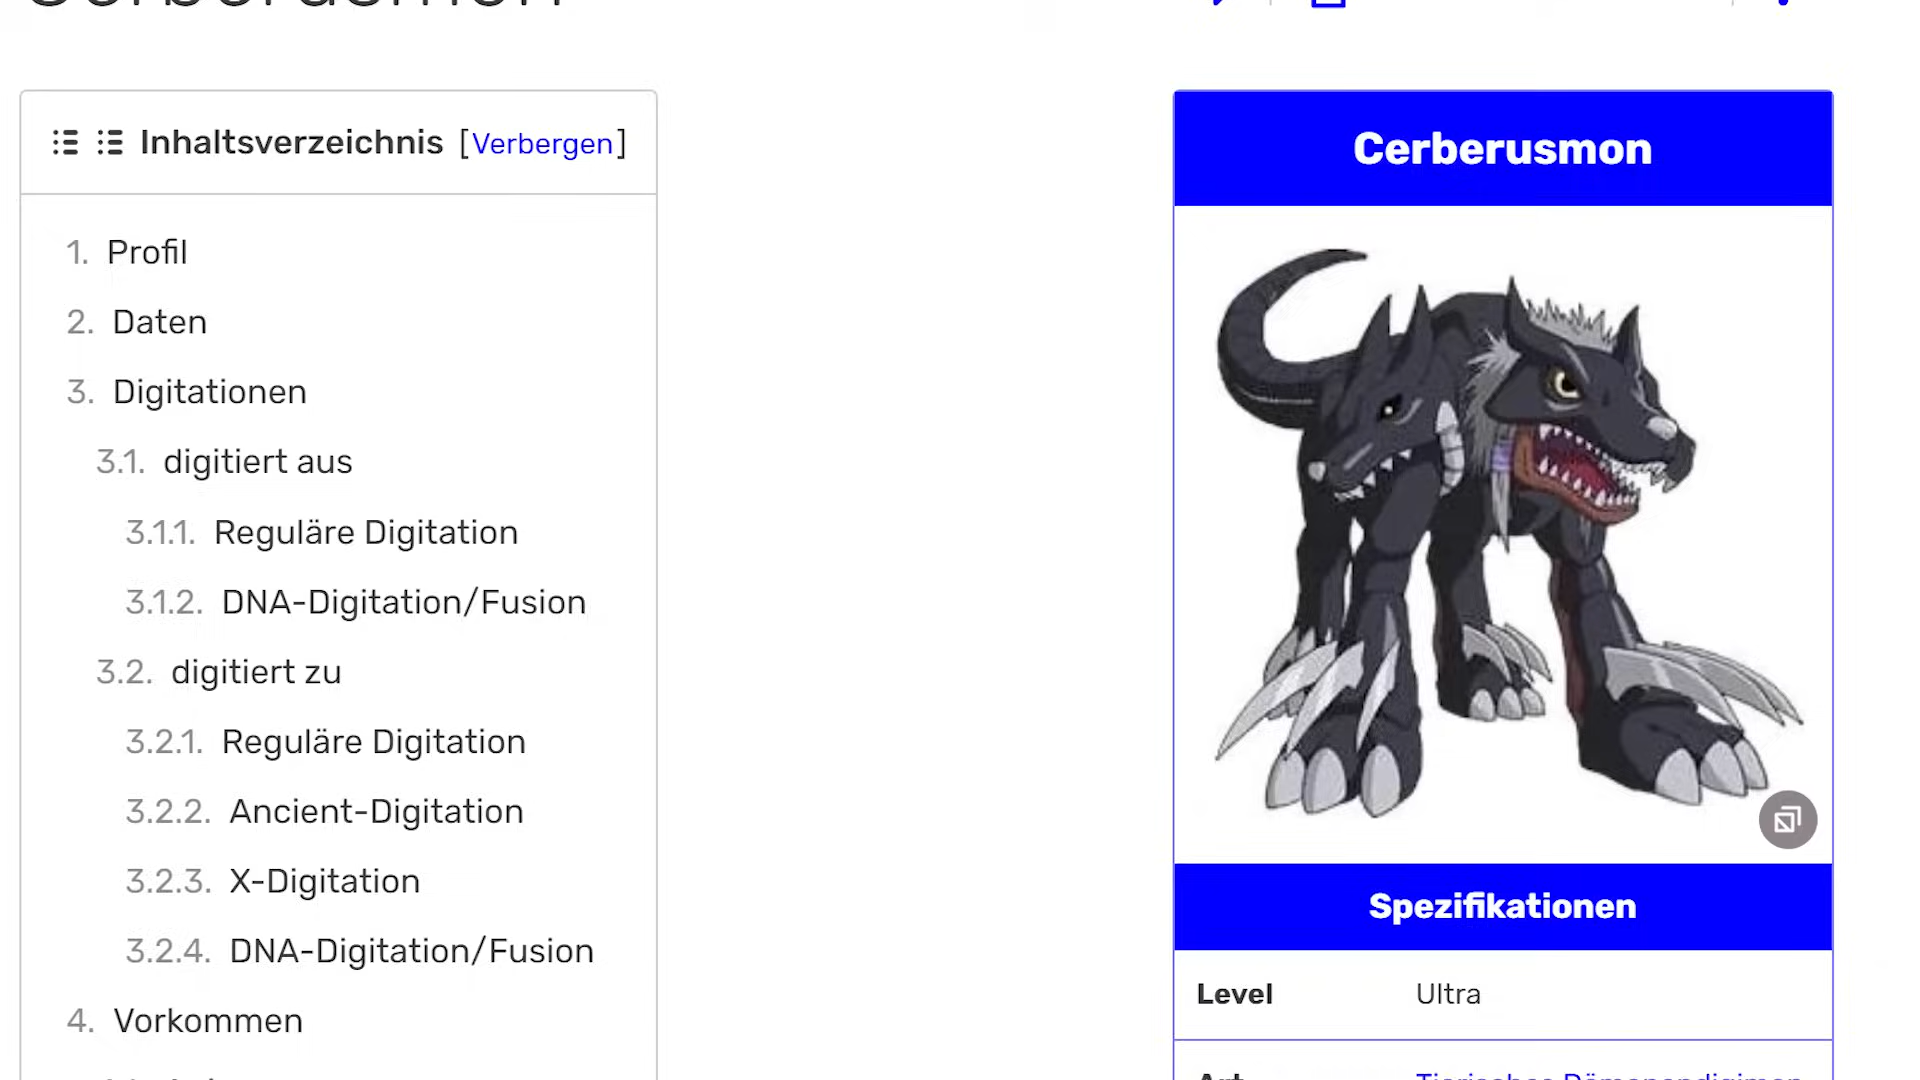 Inhaltsverzeichnis [Verbergen]
1. Profil
2. Daten
3. Digitationen
3.1. digitiert aus
3.1.1. Reguläre Digitation
3.1.2. DNA-Digitation/Fusion
3.2. digitiert zu
3.2.1. Reguläre Digitation
3.2.2. Ancient-Digitation
3.2.3. X-Digitation
3.2.4. DNA-Digitation/Fusion
4. Vorkommen
Cerberusmon
Spezifikationen
Level Ultra